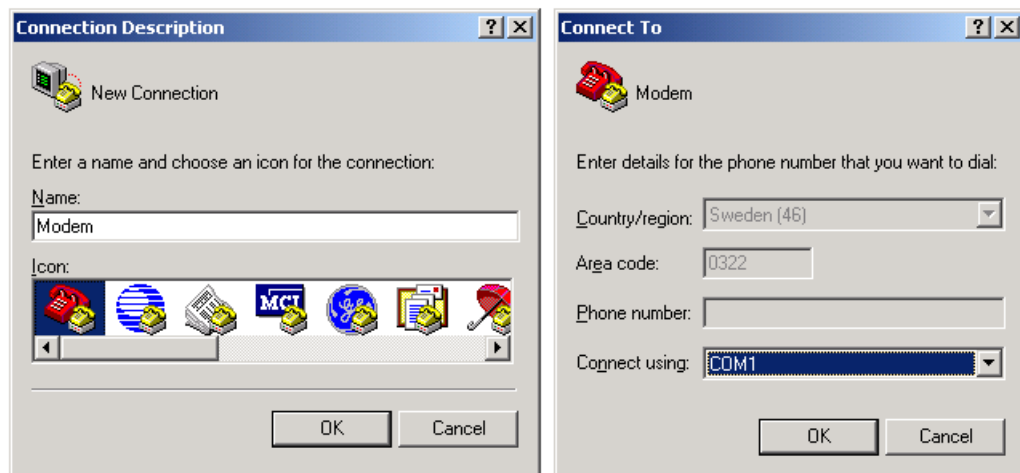 Connection Description
New Connection
Enter a name and choose an icon for the connection:
Name:
Modem
Icon:
MCI
OK
Cancel
Connect To
Modem
Enter details for the phone number that you want to dial:
Country/region: Sweden (46)
Area code: 0322
Phone number:
Connect using: COM1
OK
Cancel